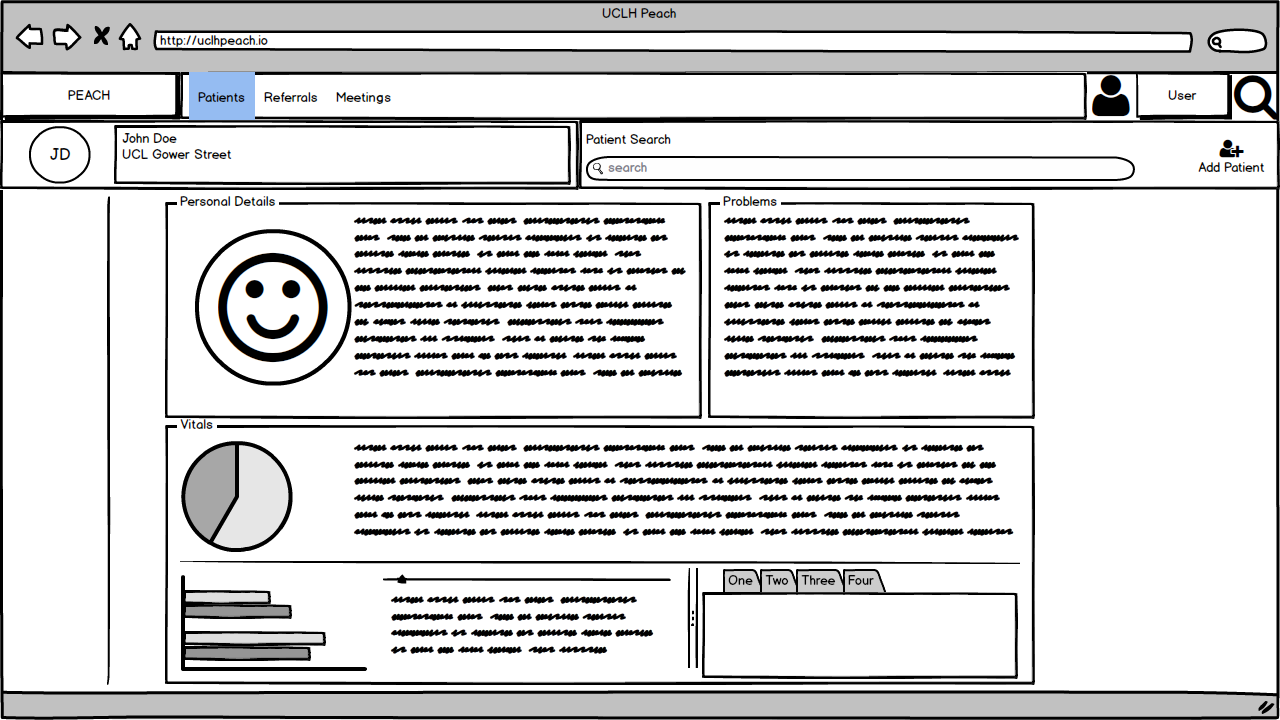 UCLH Peach
http://uclhpeach.io
PEACH
Patients Referrals Meetings
User
JD
John Doe
UCL Gower Street
Patient Search
search
Add Patient
Personal Details
Problems
Vitals
One Two Three Four